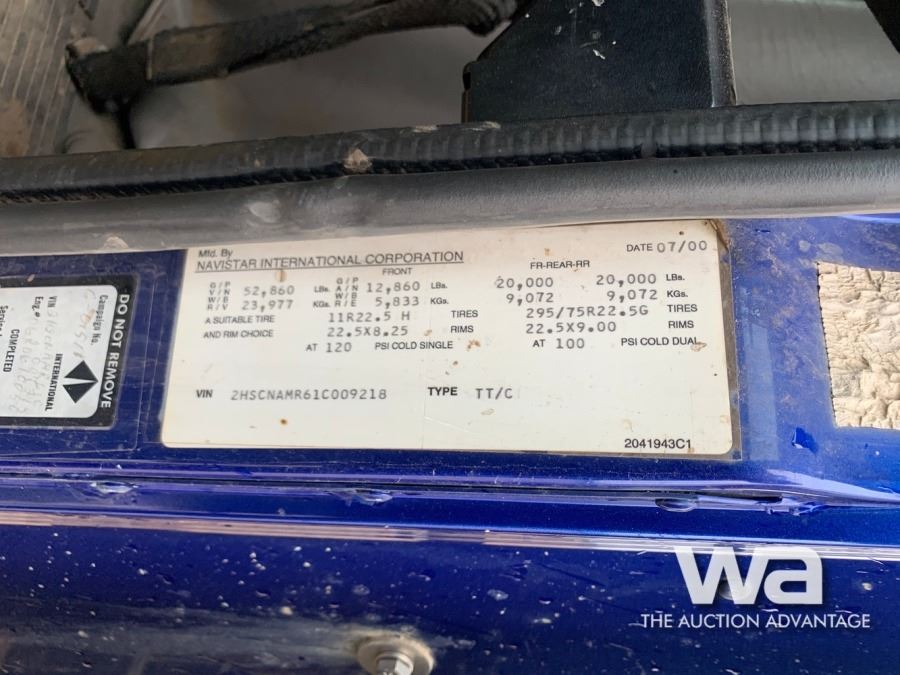 Mfd. By DATE 07/00
NAVISTAR INTERNATIONAL CORPORATION
FRONT FR-REAR-RR
G/P V/N 52,860 LBs. G/P A/N 12,860 LBs. 20,000 20,000 LBs.
W/B R/V 23,977 KGs. W/B R/E 5,833 KGs. 9,072 9,072 KGs.
A SUITABLE TIRE 11R22.5 H TIRES 295/75R22.5G TIRES
AND RIM CHOICE 22.5X8.25 RIMS 22.5X9.00 RIMS
AT 120 PSI COLD SINGLE AT 100 PSI COLD DUAL
VIN 2HSCNAMR61C009218 TYPE TT/C
2041943C1
DO NOT REMOVE
INTERNATIONAL
Campaign No.
VIN
Eng.#
COMPLETED
wa
THE AUCTION ADVANTAGE